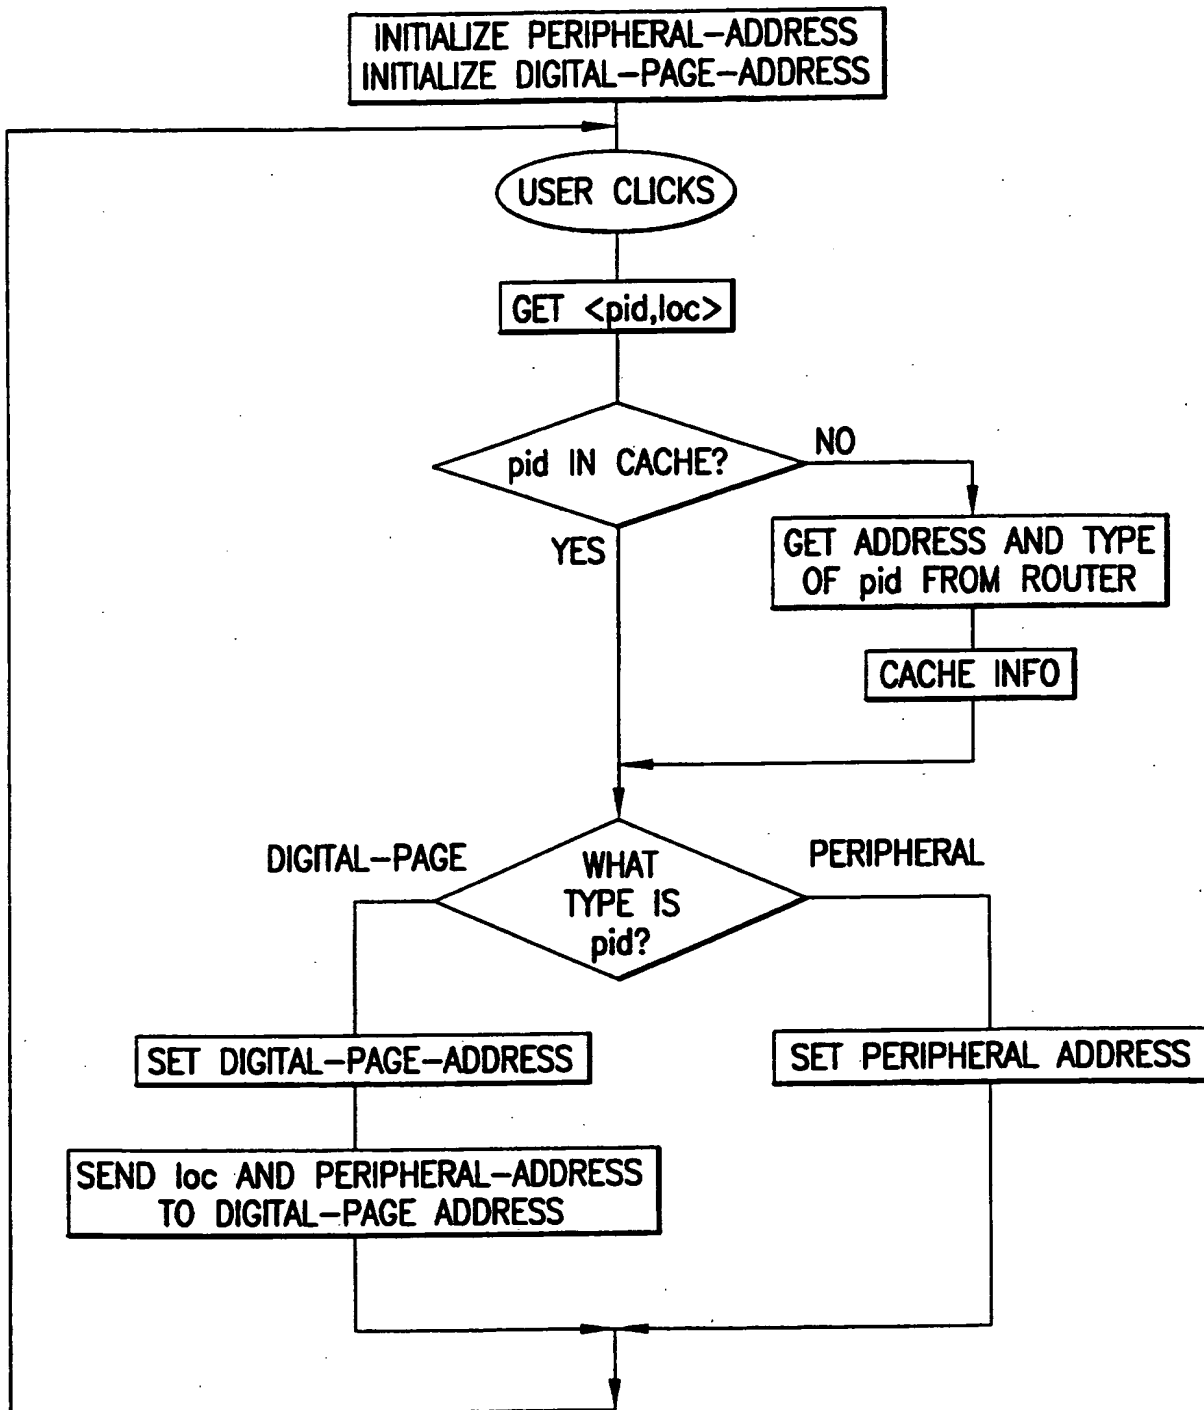 INITIALIZE PERIPHERAL-ADDRESS
INITIALIZE DIGITAL-PAGE-ADDRESS
USER CLICKS
GET <pid,loc>
pid IN CACHE?
NO
YES
GET ADDRESS AND TYPE
OF pid FROM ROUTER
CACHE INFO
DIGITAL-PAGE
WHAT
TYPE IS
pid?
PERIPHERAL
SET DIGITAL-PAGE-ADDRESS
SET PERIPHERAL ADDRESS
SEND loc AND PERIPHERAL-ADDRESS
TO DIGITAL-PAGE ADDRESS